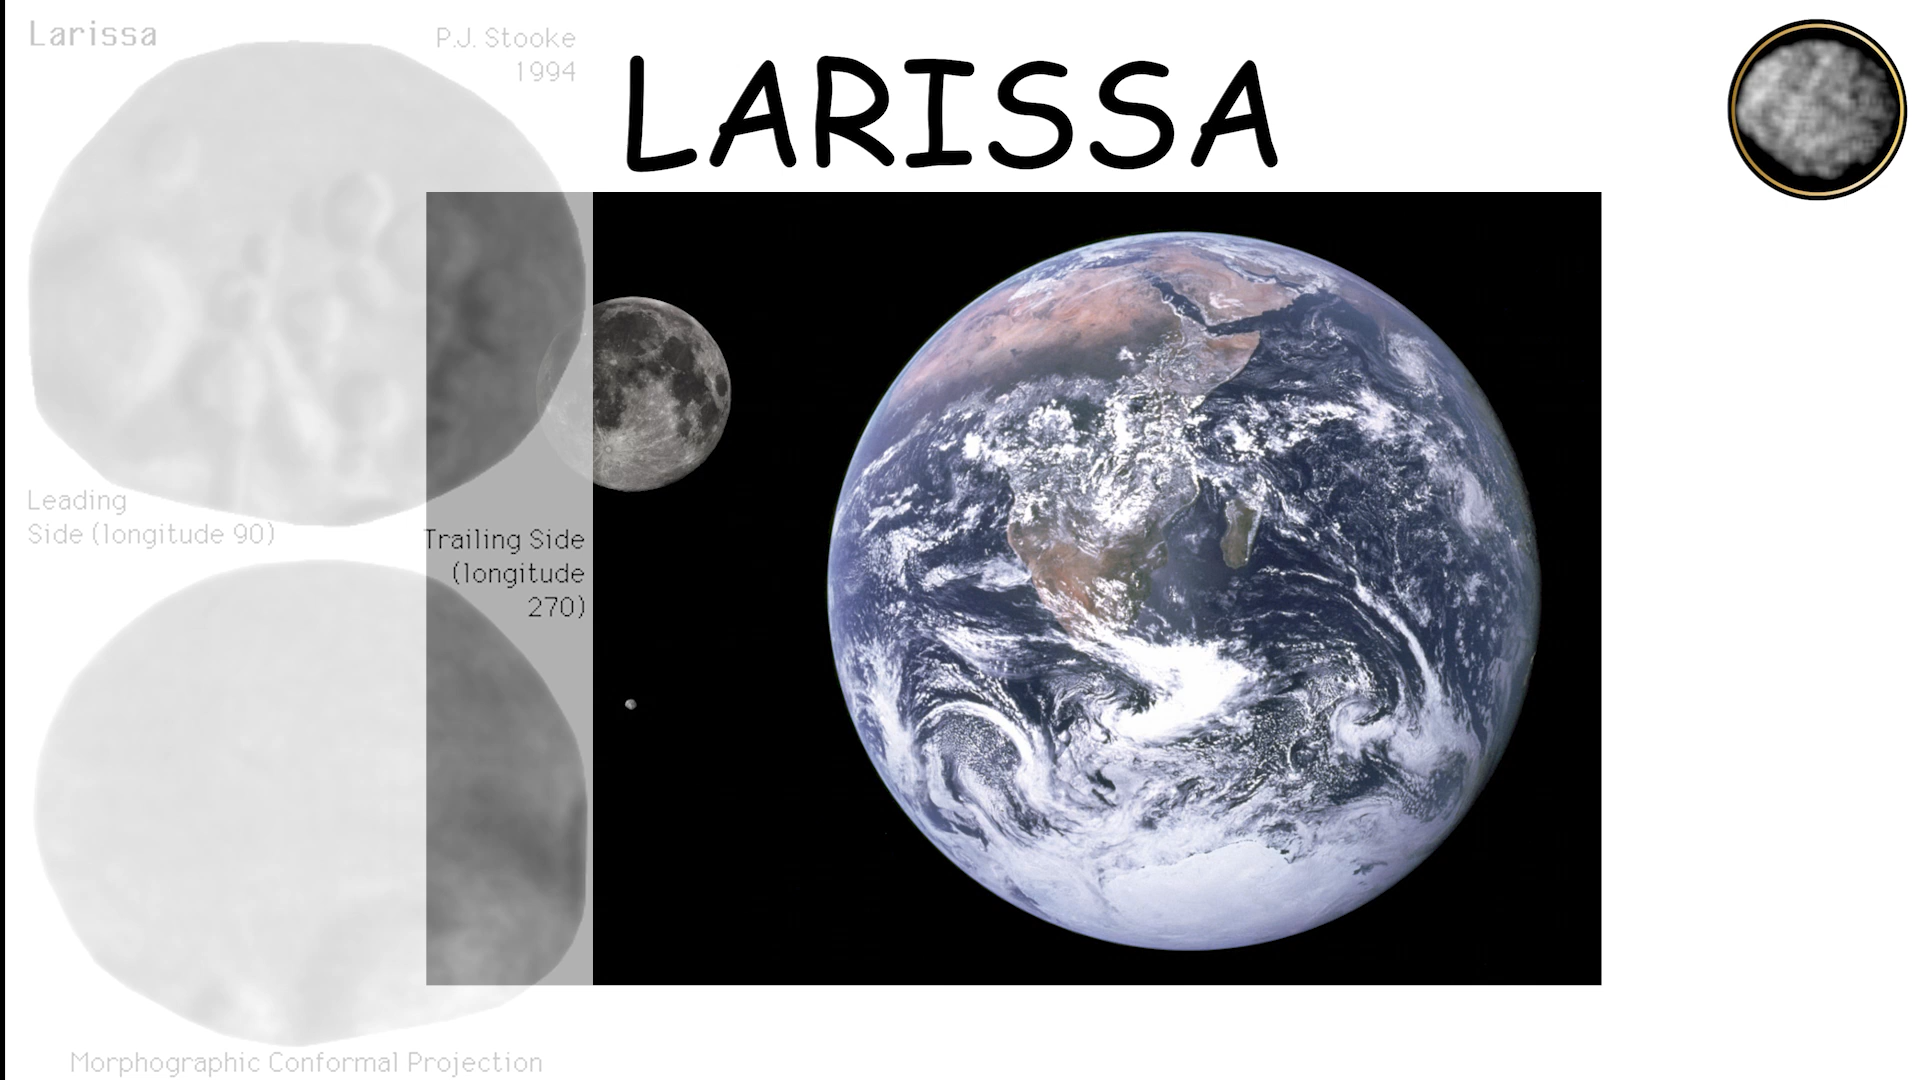 Larissa
P.J. Stooke
1994
LARISSA
Leading
Side (longitude 90)
Trailing Side
(longitude
270)
Morphographic Conformal Projection